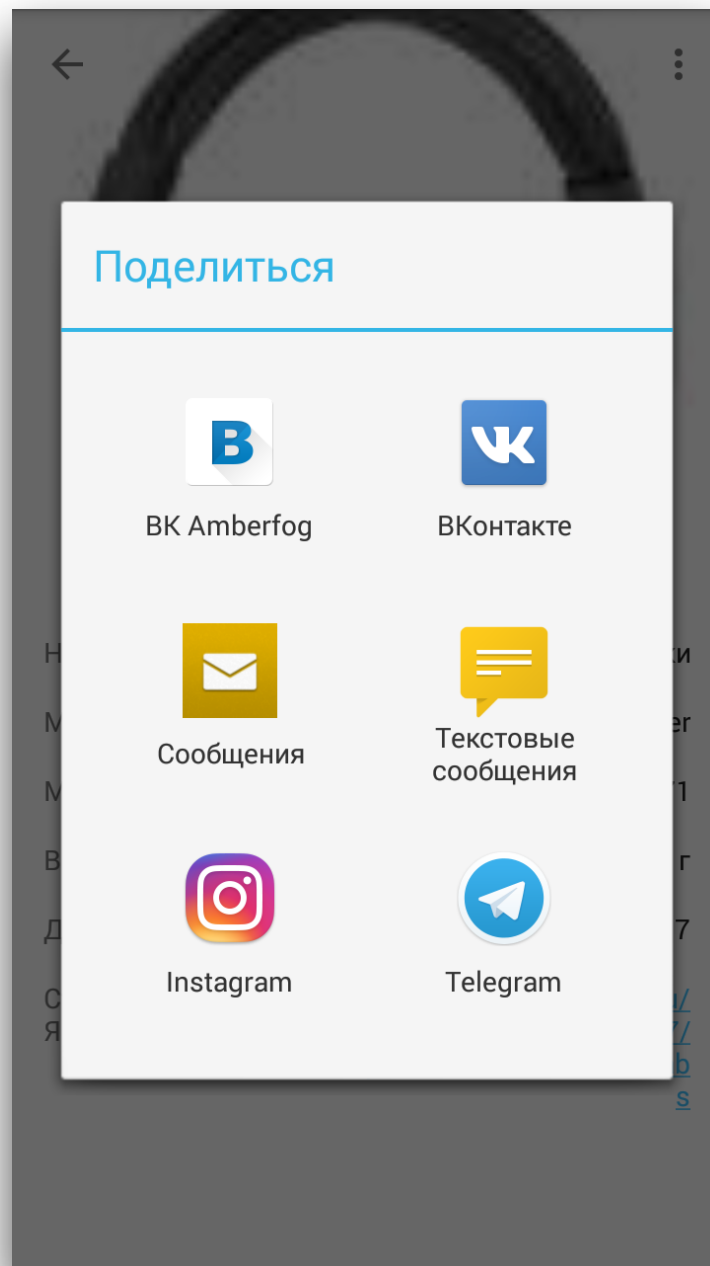 Поделиться
ВК Amberfog
ВКонтакте
Сообщения
Текстовые
сообщения
Instagram
Telegram